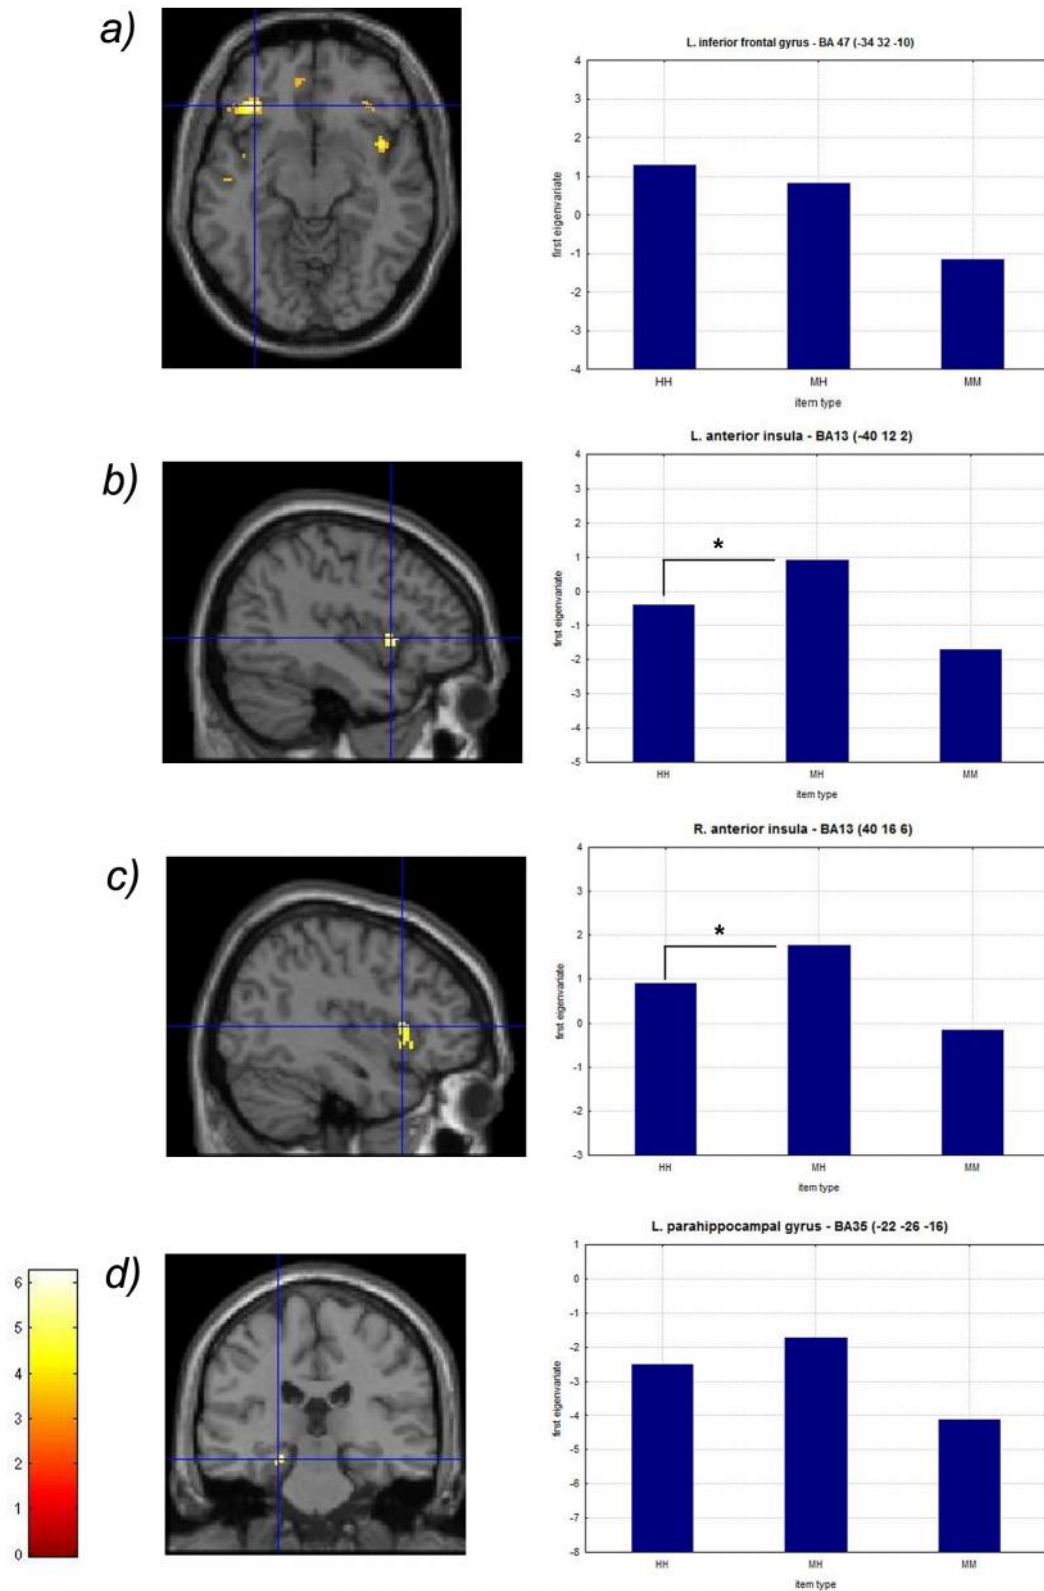 a)
L. inferior frontal gyrus - BA 47 (-34 32 -10)
4
3
2
1
0
-1
-2
-3
-4
first eigenvariate
HH MH MM
item type
b)
L. anterior insula - BA13 (-40 12 2)
4
3
2
1
0
-1
-2
-3
-4
-5
first eigenvariate
*
HH MH MM
item type
c)
R. anterior insula - BA13 (40 16 6)
4
3
2
1
0
-1
-2
-3
first eigenvariate
*
HH MH MM
item type
6
5
4
3
2
1
0
d)
L. parahippocampal gyrus - BA35 (-22 -26 -16)
1
0
-1
-2
-3
-4
-5
-6
-7
-8
first eigenvariate
HH MH MM
item type